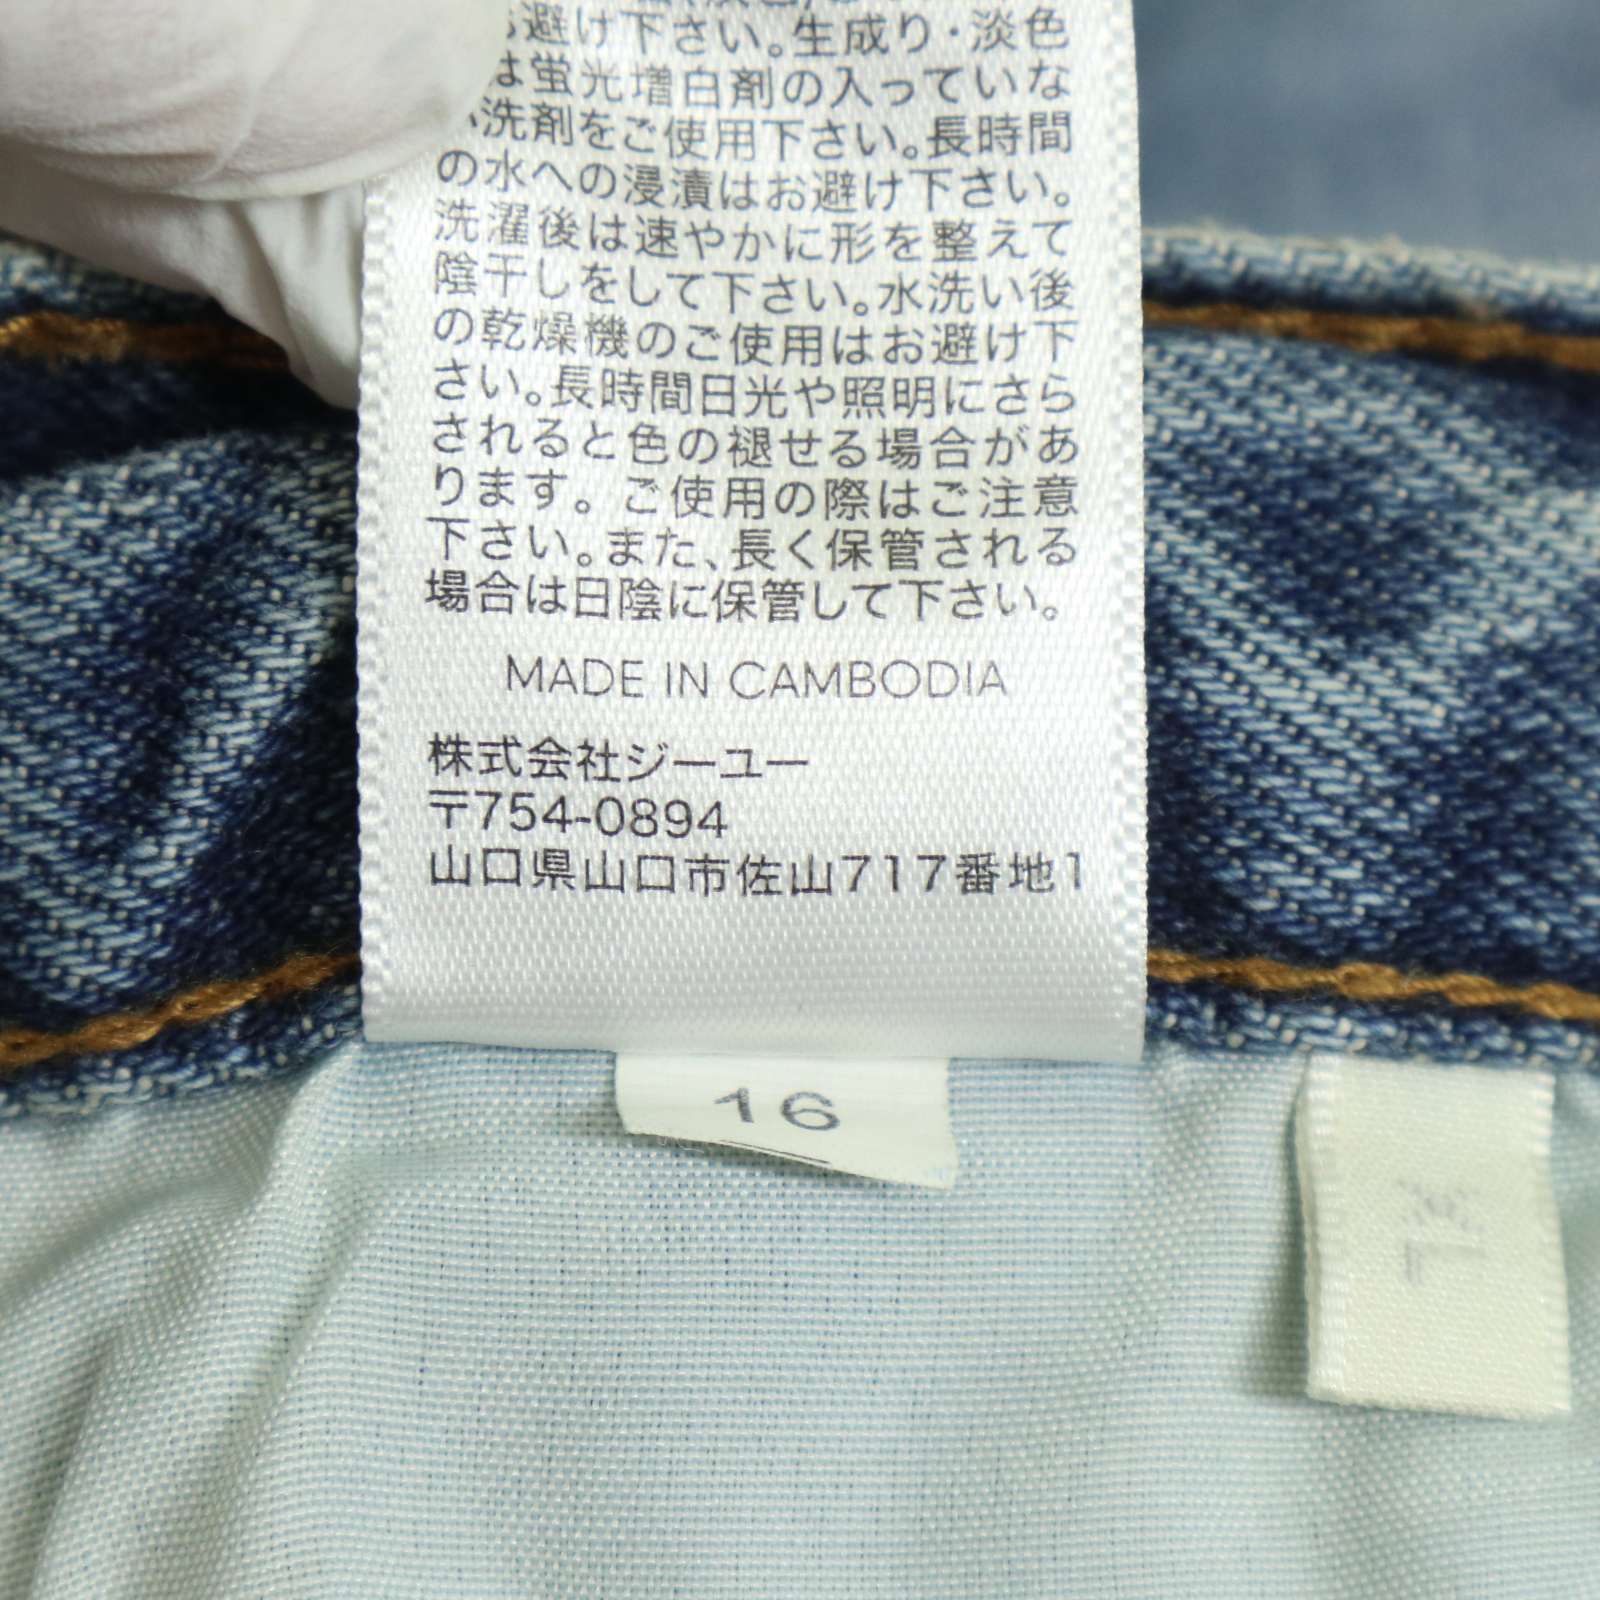 避け下さい。生成り・淡色
は蛍光増白剤の入っていな
い洗剤をご使用下さい。長時間
の水への浸漬はお避け下さい。
洗濯後は速やかに形を整えて
陰干しをして下さい。水洗い後
の乾燥機のご使用はお避け下
さい。長時間日光や照明にさら
されると色の褪せる場合があ
ります。ご使用の際はご注意
下さい。また、長く保管される
場合は日陰に保管して下さい。
MADE IN CAMBODIA
株式会社ジーユー
〒754-0894
山口県山口市佐山717番地1
16